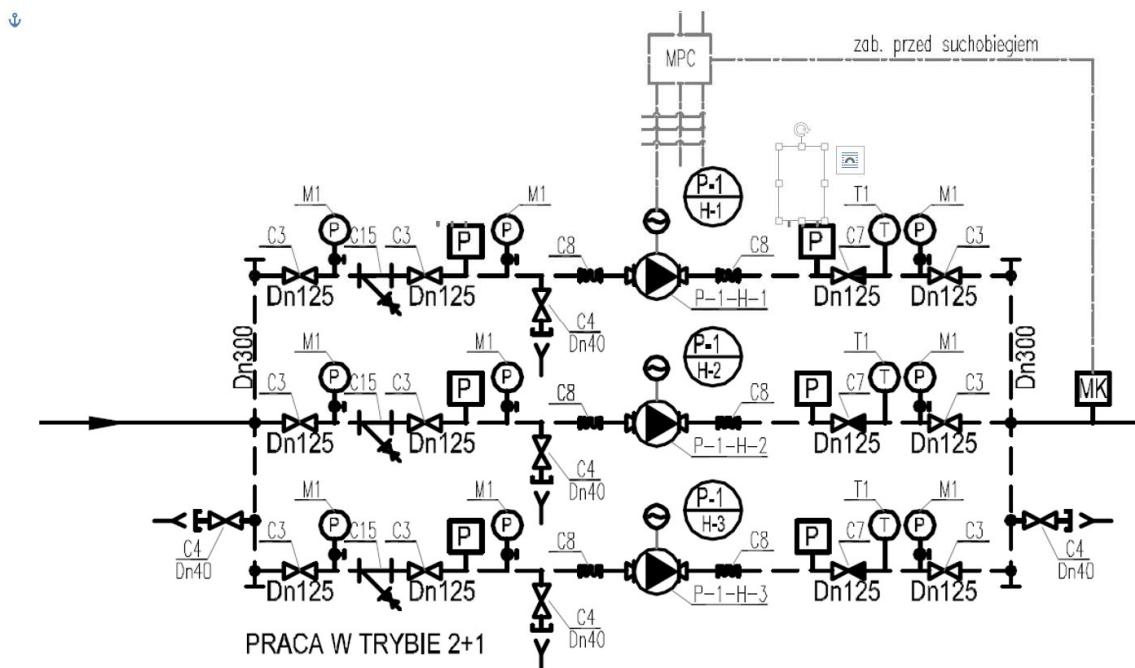 zab. przed suchobiegiem
MPC
P-1
H-1
M1
M1
T1
M1
C3
P
C15
C3
P
P
C8
C8
P
C7
T
P
C3
Dn125
Dn125
P-1-H-1
Dn125
Dn125
C4
Dn40
Dn300
Dn300
P-1
H-2
M1
M1
T1
M1
MK
C3
P
C15
C3
P
P
C8
C8
P
C7
T
P
C3
Dn125
Dn125
P-1-H-2
Dn125
Dn125
C4
Dn40
P-1
H-3
M1
M1
T1
M1
C4
Dn40
C3
P
C15
C3
P
P
C8
C8
P
C7
T
P
C3
C4
Dn40
Dn125
Dn125
P-1-H-3
Dn125
Dn125
C4
Dn40
PRACA W TRYBIE 2+1